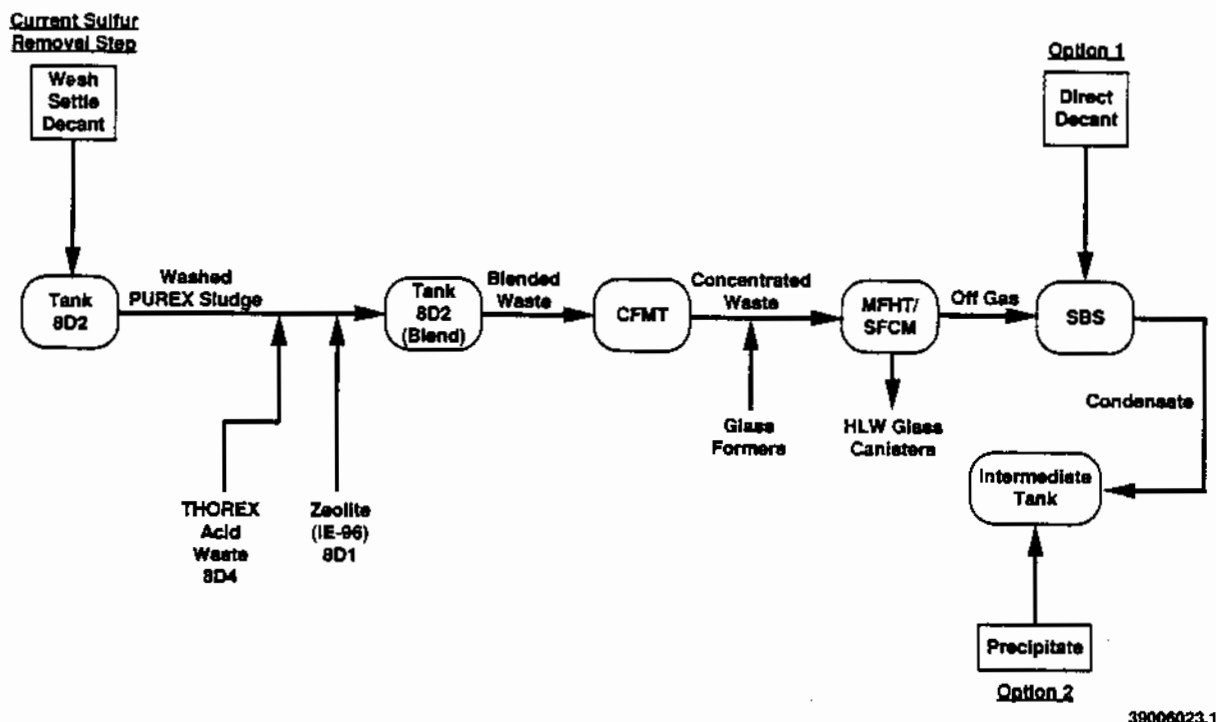 Current Sulfur
Removal Step
Wash
Settle
Decant
Option 1
Direct
Decant
Tank
8D2
Washed
PUREX Sludge
Tank
8D2
(Blend)
Blended
Waste
CFMT
Concentrated
Waste
MFHT/
SFCM
Off Gas
SBS
Condensate
THOREX
Acid
Waste
8D4
Zeolite
(IE-96)
8D1
Glass
Formers
HLW Glass
Canisters
Intermediate
Tank
Precipitate
Option 2
39006023.1